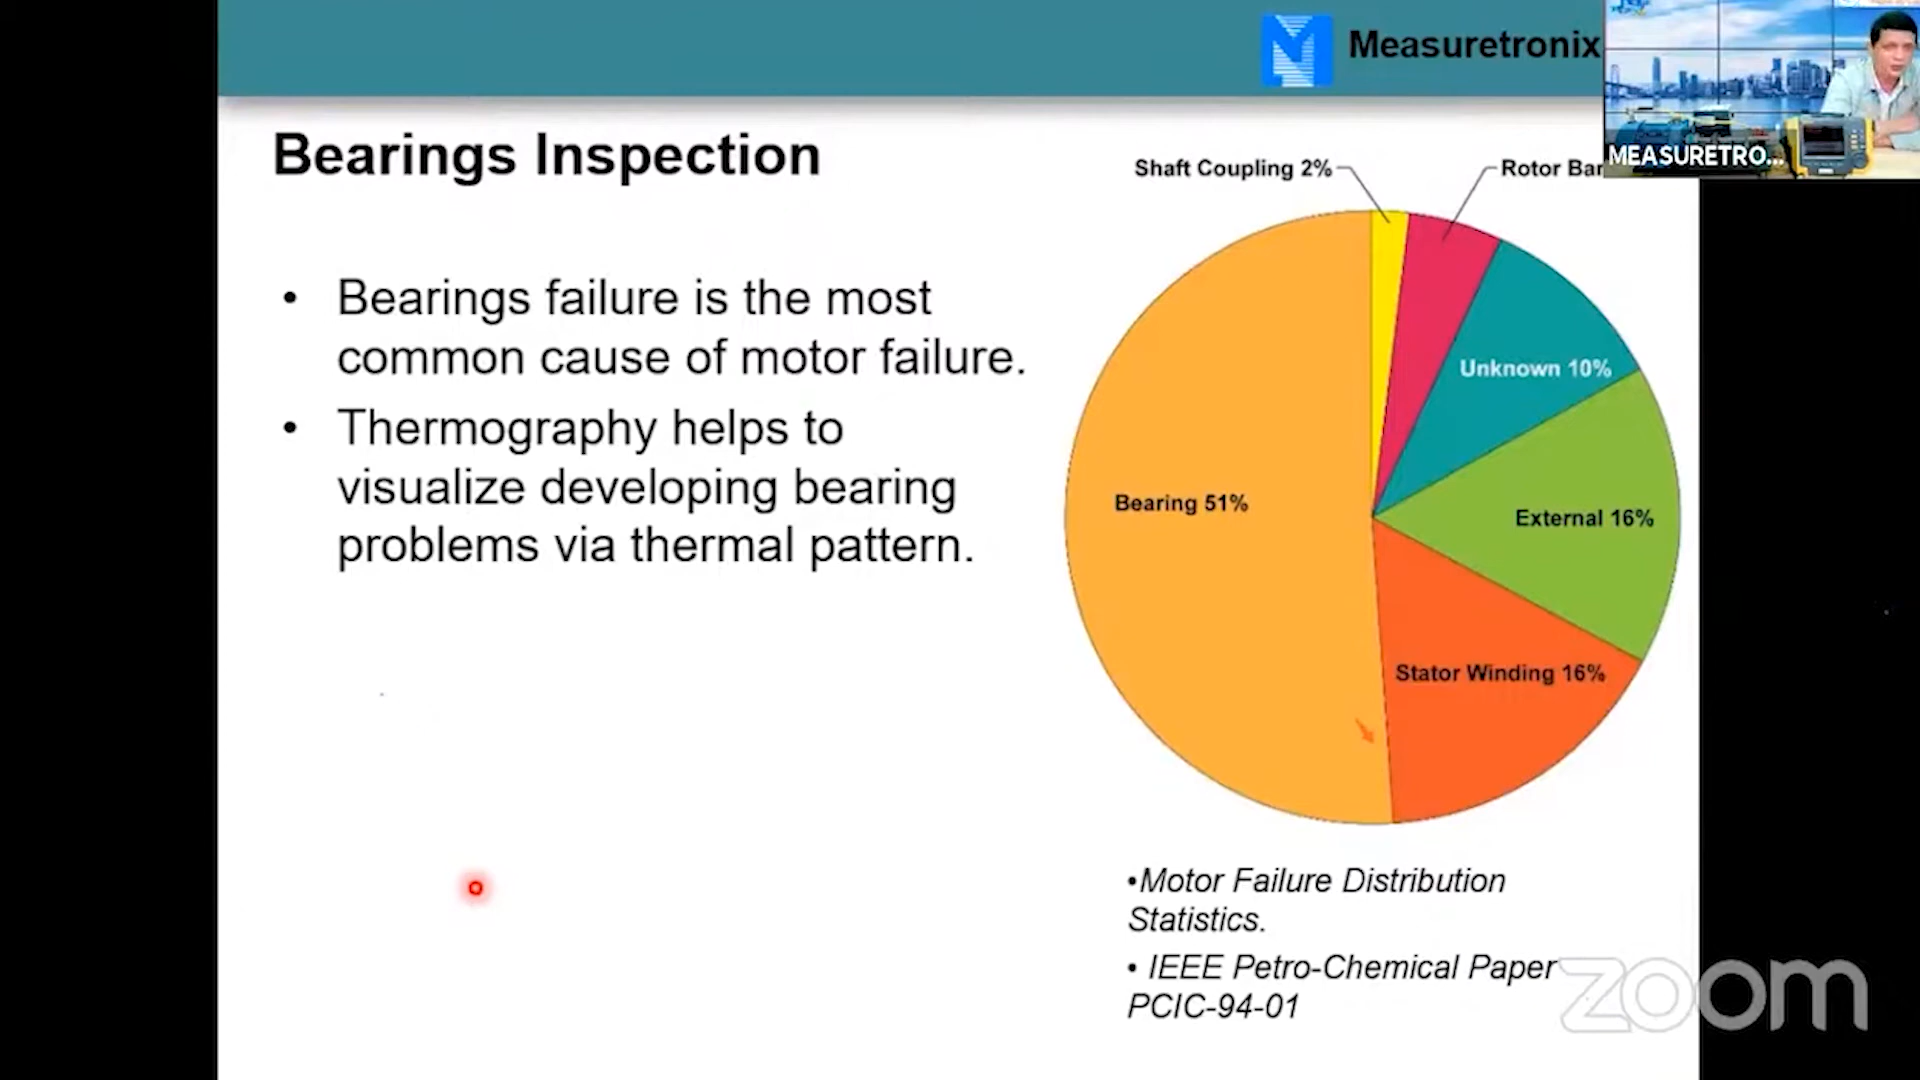 Measuretronix
MEASURETRO...
Bearings Inspection
• Bearings failure is the most
common cause of motor failure.
• Thermography helps to
visualize developing bearing
problems via thermal pattern.
Shaft Coupling 2%
Rotor Bar
Unknown 10%
External 16%
Bearing 51%
Stator Winding 16%
•Motor Failure Distribution
Statistics.
• IEEE Petro-Chemical Paper
PCIC-94-01
zoom